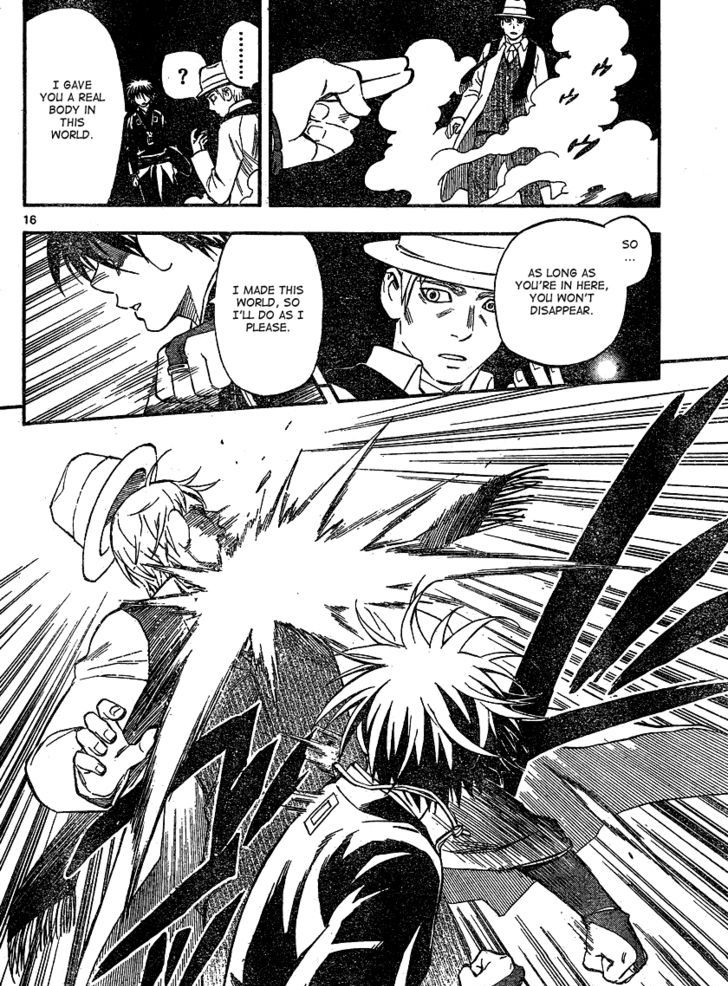 ......
?
I GAVE
YOU A REAL
BODY IN
THIS
WORLD.
16
SO
...
AS LONG AS
YOU'RE IN HERE,
YOU WON'T
DISAPPEAR.
I MADE THIS
WORLD, SO
I'LL DO AS I
PLEASE.